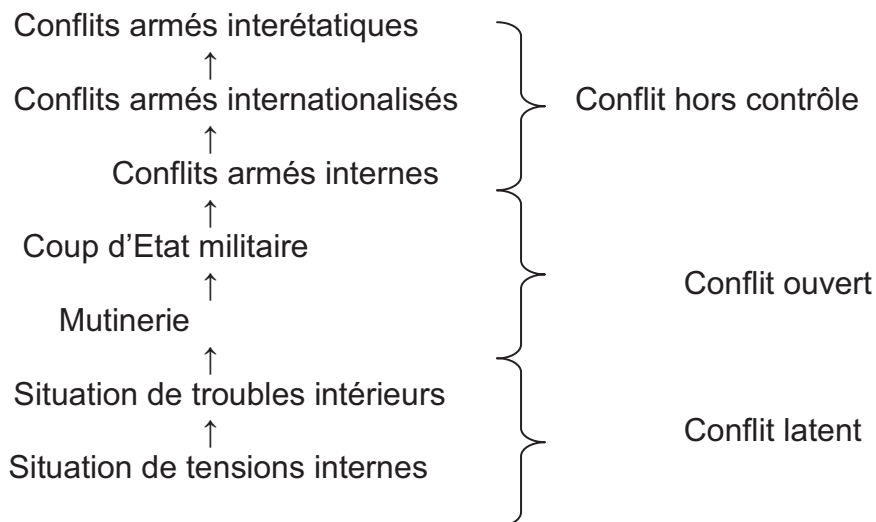 Conflits armés interétatiques
↑
Conflits armés internationalisés
Conflit hors contrôle
↑
Conflits armés internes
↑
Coup d’Etat militaire
↑
Conflit ouvert
Mutinerie
↑
Situation de troubles intérieurs
↑
Conflit latent
Situation de tensions internes